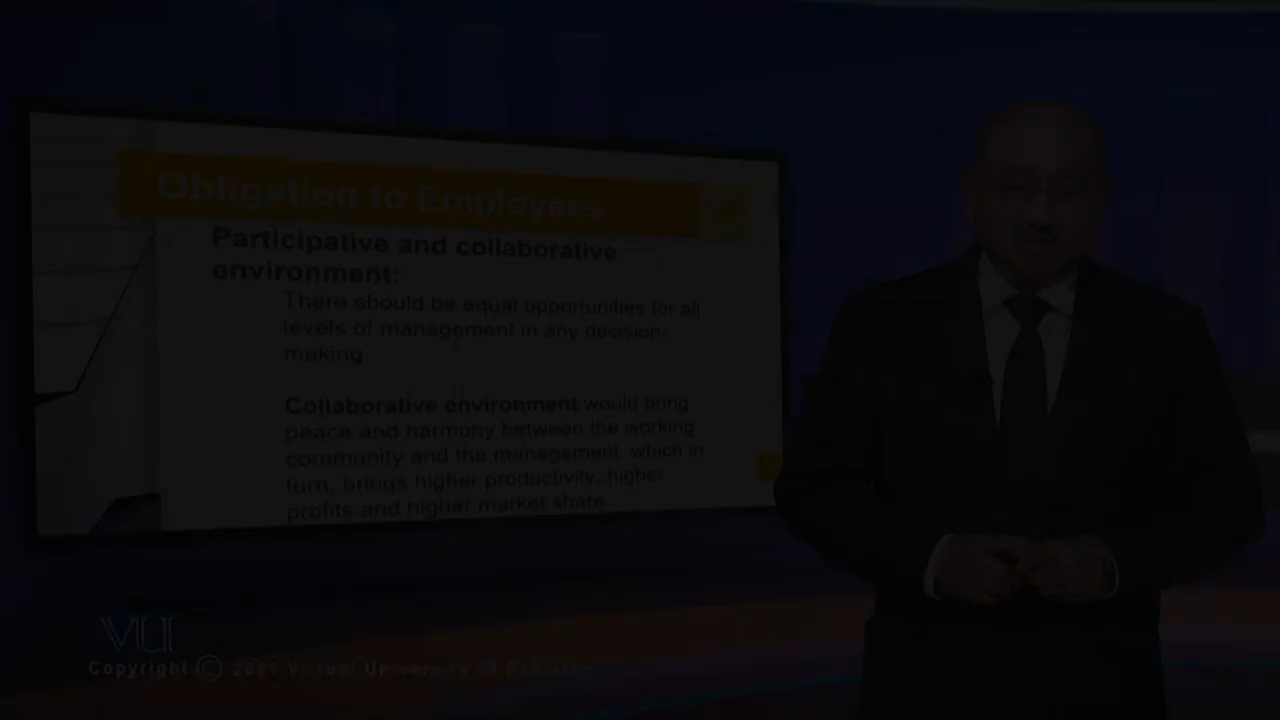 Obligation to Employees
Participative and collaborative
environment:
There should be equal opportunities for all
levels of management in any decision-
making.
Collaborative environment would bring
peace and harmony between the working
community and the management, which in
turn, brings higher productivity, higher
profits and higher market share.
VU
Copyright © 2021 Virtual University of Pakistan